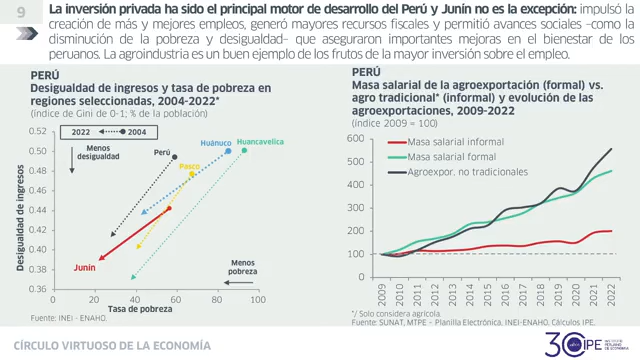 9
La inversión privada ha sido el principal motor de desarrollo del Perú y Junín no es la excepción: impulsó la
creación de más y mejores empleos, generó mayores recursos fiscales y permitió avances sociales –como la
disminución de la pobreza y desigualdad– que aseguraron importantes mejoras en el bienestar de los
peruanos. La agroindustria es un buen ejemplo de los frutos de la mayor inversión sobre el empleo.
PERÚ
Desigualdad de ingresos y tasa de pobreza en
regiones seleccionadas, 2004-2022*
(índice de Gini de 0-1; % de la población)
0.52
0.50
0.48
0.46
0.44
0.42
0.40
0.38
0.36
Desigualdad de ingresos
2022 2004
Menos
desigualdad
Perú
Huánuco
Huancavelica
Pasco
Junín
Menos
pobreza
0 20 40 60 80 100
Tasa de pobreza
Fuente: INEI - ENAHO.
PERÚ
Masa salarial de la agroexportación (formal) vs.
agro tradicional* (informal) y evolución de las
agroexportaciones, 2009-2022
(índice 2009 = 100)
600
500
400
300
200
100
0
Masa salarial informal
Masa salarial formal
Agroexpor. no tradicionales
2009 2010 2011 2012 2013 2014 2015 2016 2017 2018 2019 2020 2021 2022
*/ Solo considera agrícola.
Fuente: SUNAT, MTPE – Planilla Electrónica, INEI-ENAHO. Cálculos IPE.
CÍRCULO VIRTUOSO DE LA ECONOMÍA
30 IPE